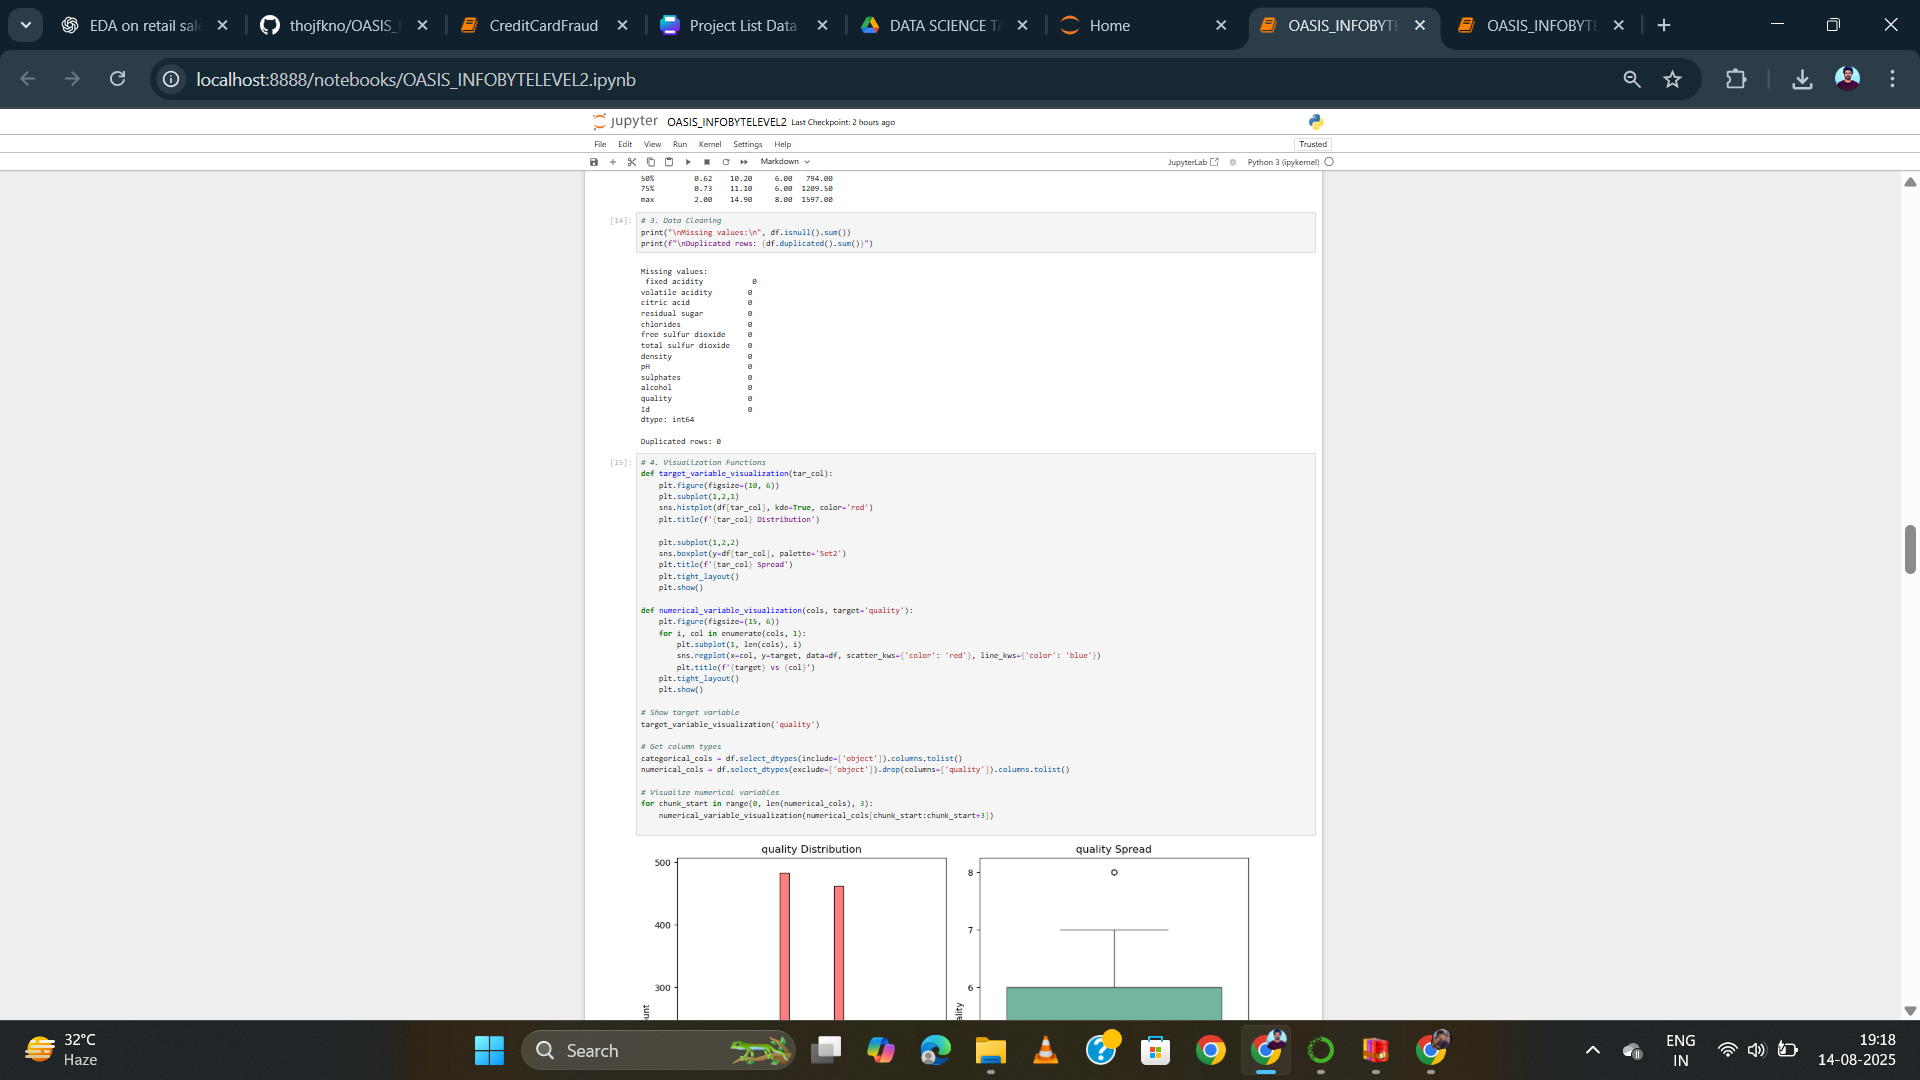 EDA on retail sal
thojfkno/OASIS_
CreditCardFraud
Project List Data
DATA SCIENCE TA
Home
OASIS_INFOBYTE
OASIS_INFOBYTE
localhost:8888/notebooks/OASIS_INFOBYTELEVEL2.ipynb
jupyter OASIS_INFOBYTELEVEL2 Last Checkpoint: 2 hours ago
File Edit View Run Kernel Settings Help Trusted
Markdown JupyterLab Python 3 (ipykernel)
50% 0.62 10.20 6.00 794.00
75% 0.73 11.10 6.00 1209.50
max 2.00 14.90 8.00 1597.00
[14]: # 3. Data Cleaning
print("\nMissing values:\n", df.isnull().sum())
print(f"\nDuplicated rows: {df.duplicated().sum()}")
Missing values:
fixed acidity 0
volatile acidity 0
citric acid 0
residual sugar 0
chlorides 0
free sulfur dioxide 0
total sulfur dioxide 0
density 0
pH 0
sulphates 0
alcohol 0
quality 0
Id 0
dtype: int64
Duplicated rows: 0
[15]: # 4. Visualization Functions
def target_variable_visualization(tar_col):
plt.figure(figsize=(10, 6))
plt.subplot(1,2,1)
sns.histplot(df[tar_col], kde=True, color='red')
plt.title(f'{tar_col} Distribution')
plt.subplot(1,2,2)
sns.boxplot(y=df[tar_col], palette='Set2')
plt.title(f'{tar_col} Spread')
plt.tight_layout()
plt.show()
def numerical_variable_visualization(cols, target='quality'):
plt.figure(figsize=(15, 6))
for i, col in enumerate(cols, 1):
plt.subplot(1, len(cols), i)
sns.regplot(x=col, y=target, data=df, scatter_kws={'color': 'red'}, line_kws={'color': 'blue'})
plt.title(f'{target} vs {col}')
plt.tight_layout()
plt.show()
# Show target variable
target_variable_visualization('quality')
# Get column types
categorical_cols = df.select_dtypes(include=['object']).columns.tolist()
numerical_cols = df.select_dtypes(exclude=['object']).drop(columns=['quality']).columns.tolist()
# Visualize numerical variables
for chunk_start in range(0, len(numerical_cols), 3):
numerical_variable_visualization(numerical_cols[chunk_start:chunk_start+3])
quality Distribution
500
400
300
unt
quality Spread
8
7
6
ality
32°C
Haze
Search
ENG
IN
19:18
14-08-2025